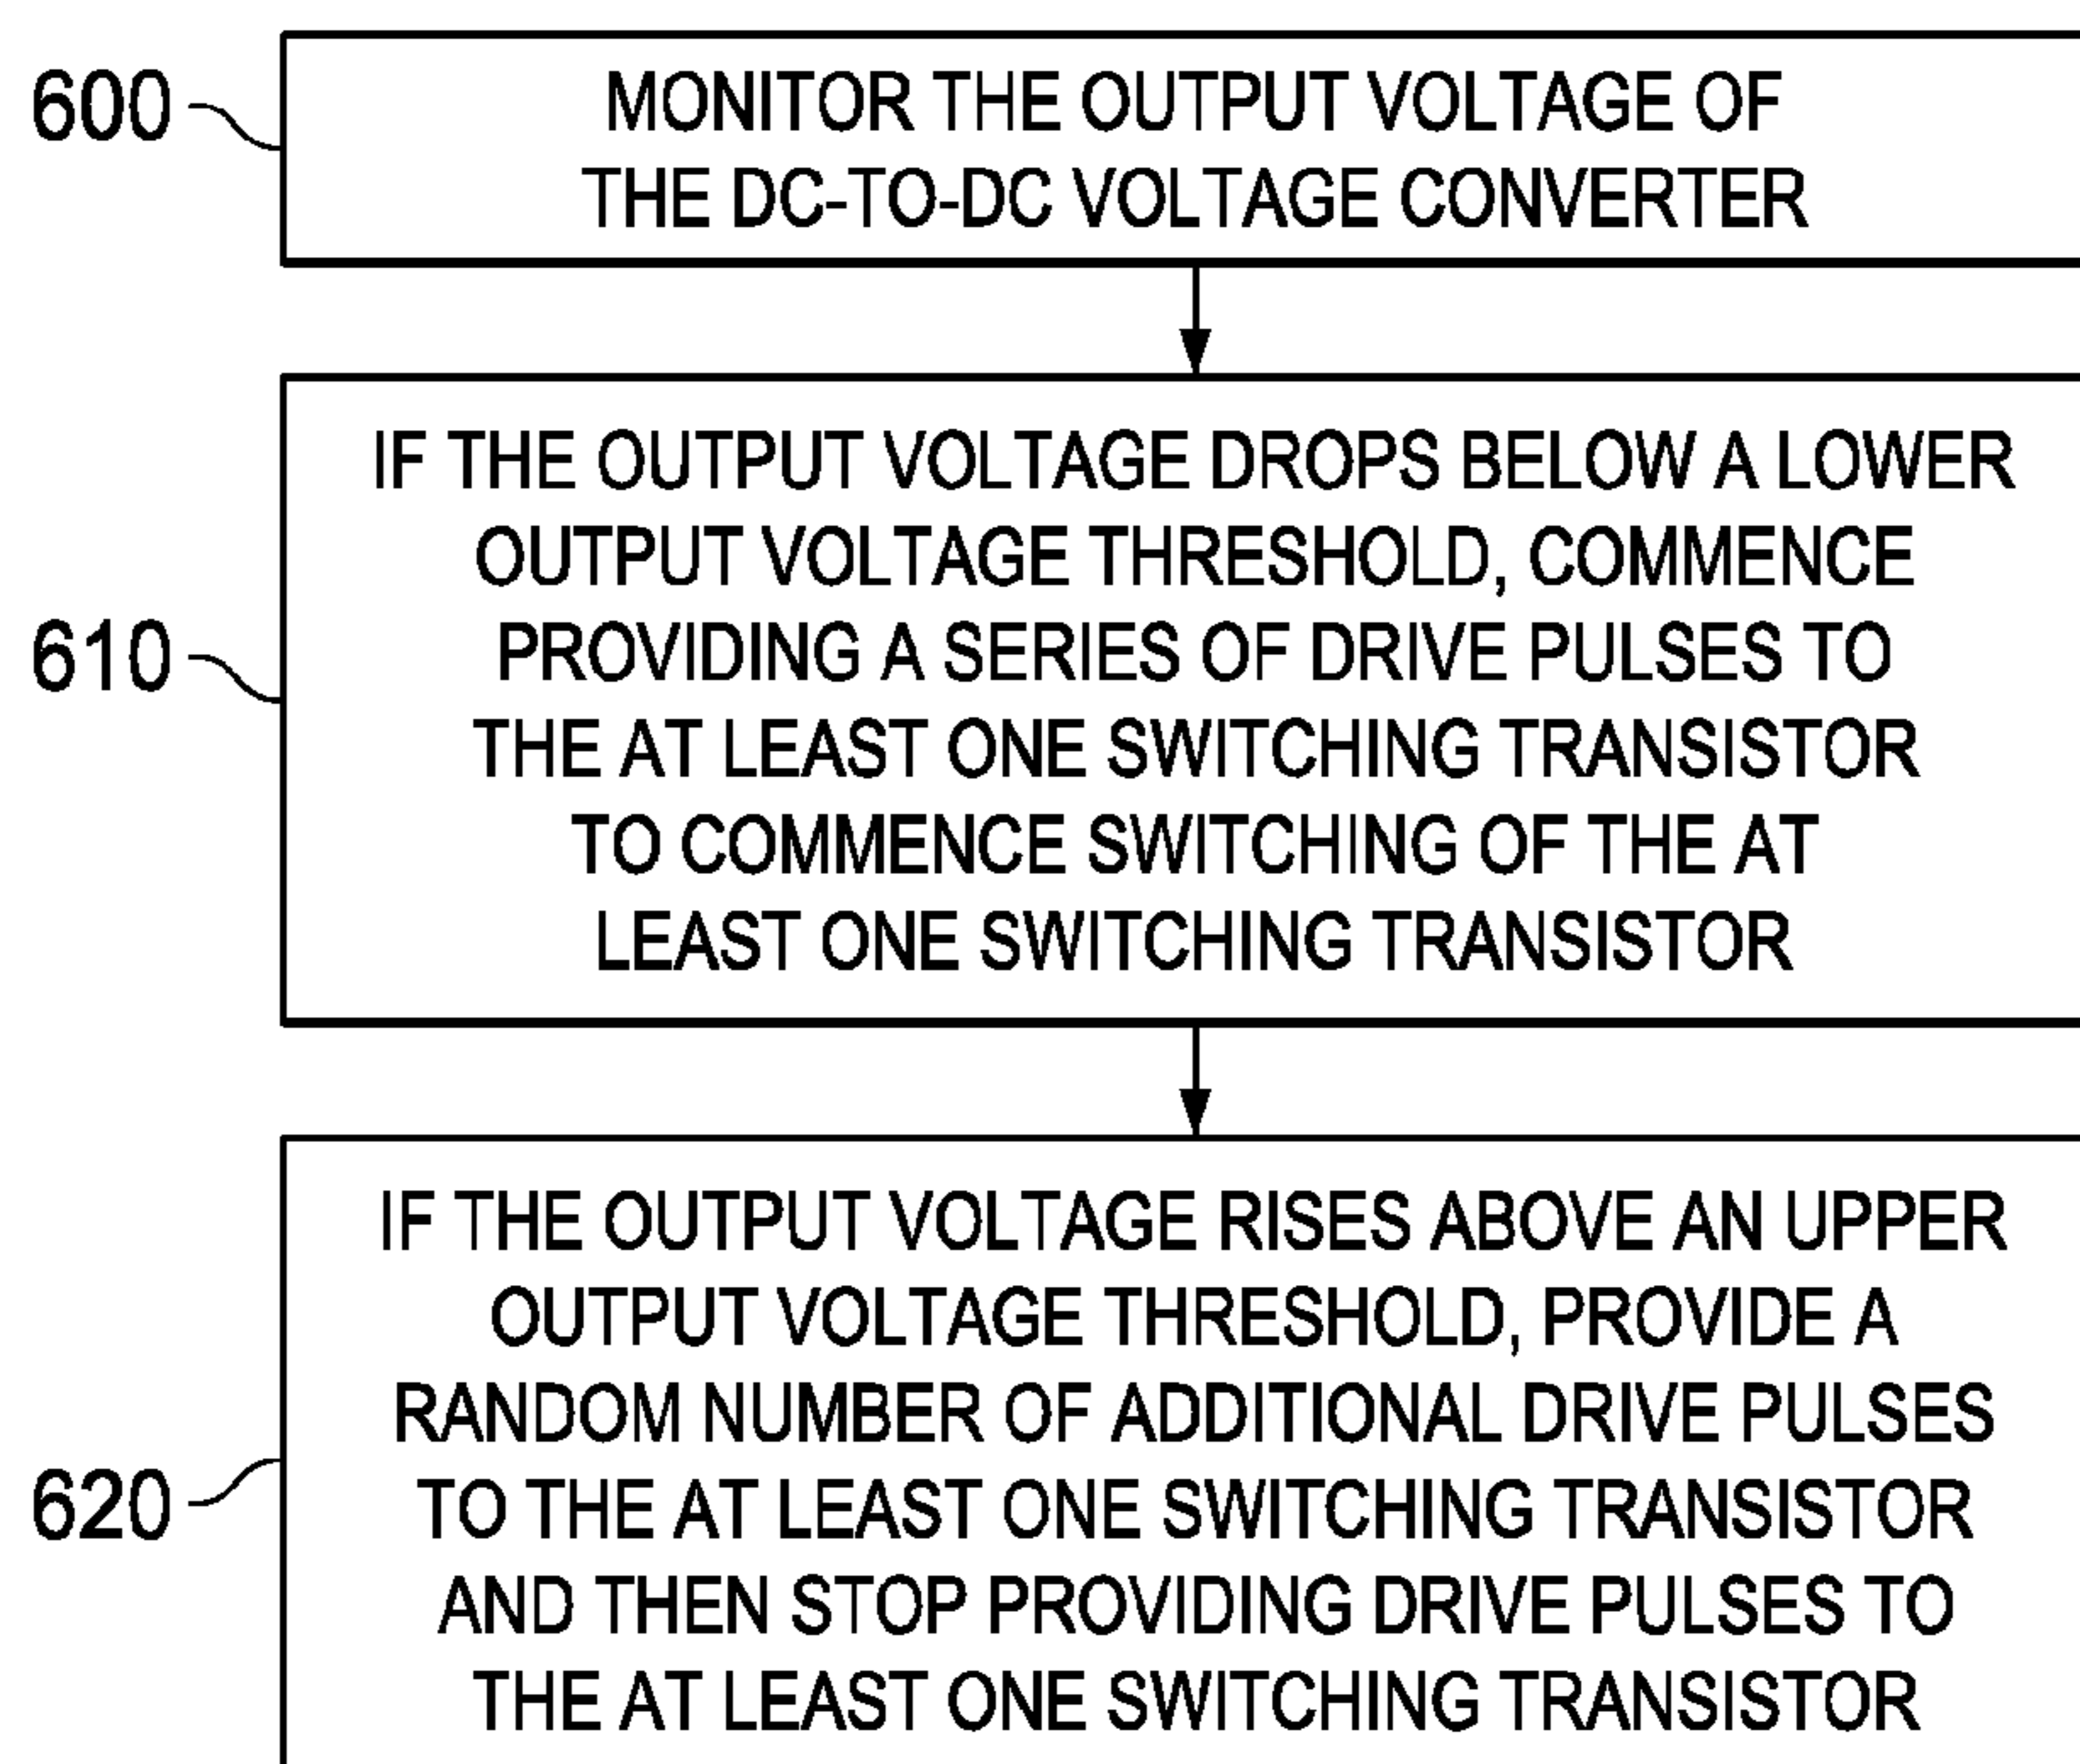 600
MONITOR THE OUTPUT VOLTAGE OF
THE DC-TO-DC VOLTAGE CONVERTER
610
IF THE OUTPUT VOLTAGE DROPS BELOW A LOWER
OUTPUT VOLTAGE THRESHOLD, COMMENCE
PROVIDING A SERIES OF DRIVE PULSES TO
THE AT LEAST ONE SWITCHING TRANSISTOR
TO COMMENCE SWITCHING OF THE AT
LEAST ONE SWITCHING TRANSISTOR
620
IF THE OUTPUT VOLTAGE RISES ABOVE AN UPPER
OUTPUT VOLTAGE THRESHOLD, PROVIDE A
RANDOM NUMBER OF ADDITIONAL DRIVE PULSES
TO THE AT LEAST ONE SWITCHING TRANSISTOR
AND THEN STOP PROVIDING DRIVE PULSES TO
THE AT LEAST ONE SWITCHING TRANSISTOR